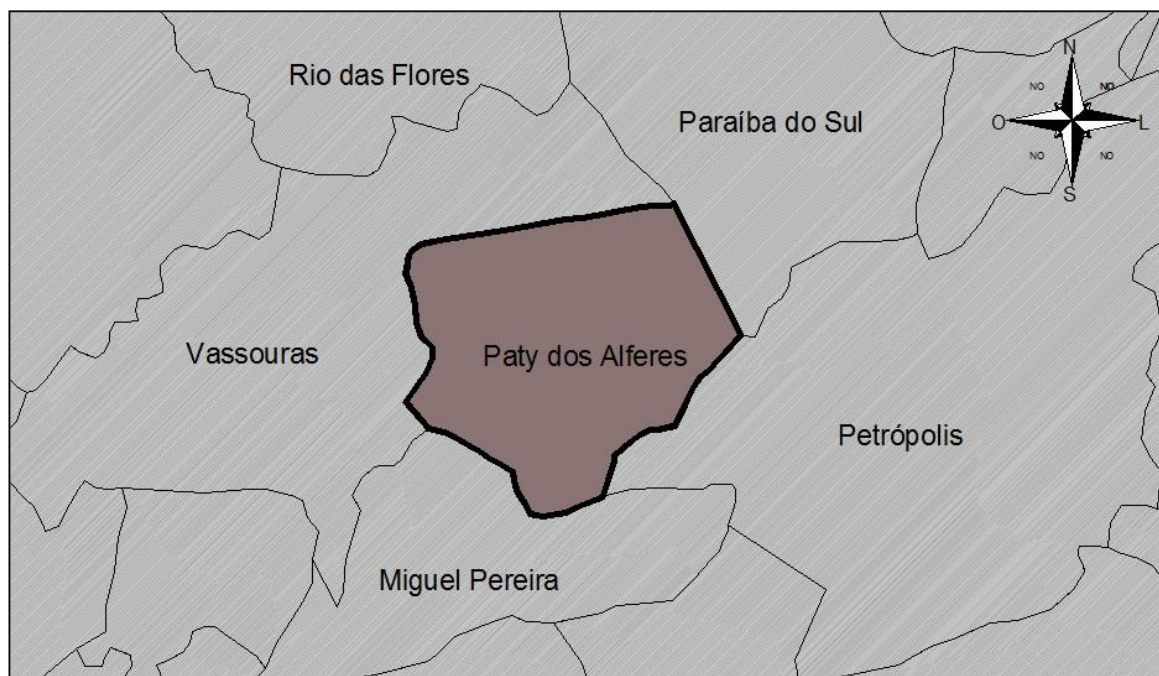 Rio das Flores
N
NO
NO
Paraíba do Sul
O
L
NO
NO
S
Vassouras
Paty dos Alferes
Petrópolis
Miguel Pereira